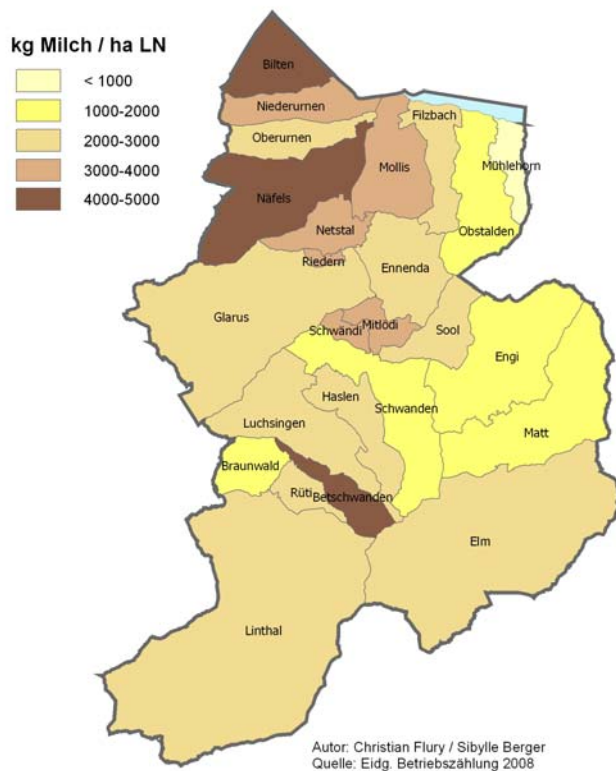 kg Milch / ha LN
< 1000
1000-2000
2000-3000
3000-4000
4000-5000
Bilten
Niederurnen
Filzbach
Oberurnen
Mühlehorn
Mollis
Näfels
Netstal
Obstalden
Riedern
Ennenda
Glarus
Mitlödi
Schwändi
Sool
Engi
Haslen
Schwanden
Luchsingen
Matt
Braunwald
Rüti
Betschwanden
Elm
Linthal
Autor: Christian Flury / Sibylle Berger
Quelle: Eidg. Betriebszählung 2008